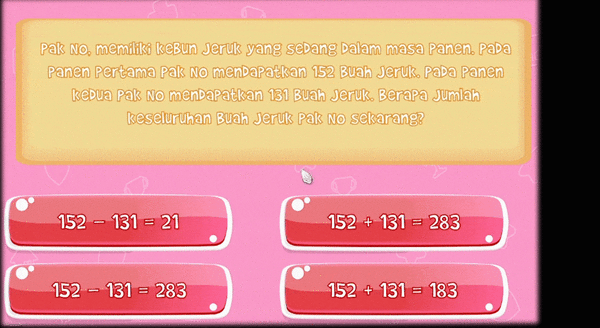 Pak No, memiliki kebun jeruk yang sedang dalam masa panen. Pada
panen pertama Pak No mendapatkan 152 buah jeruk. Pada panen
kedua Pak No mendapatkan 131 buah jeruk. Berapa jumlah
keseluruhan buah jeruk Pak No sekarang?
152 – 131 = 21
152 + 131 = 283
152 – 131 = 283
152 + 131 = 183